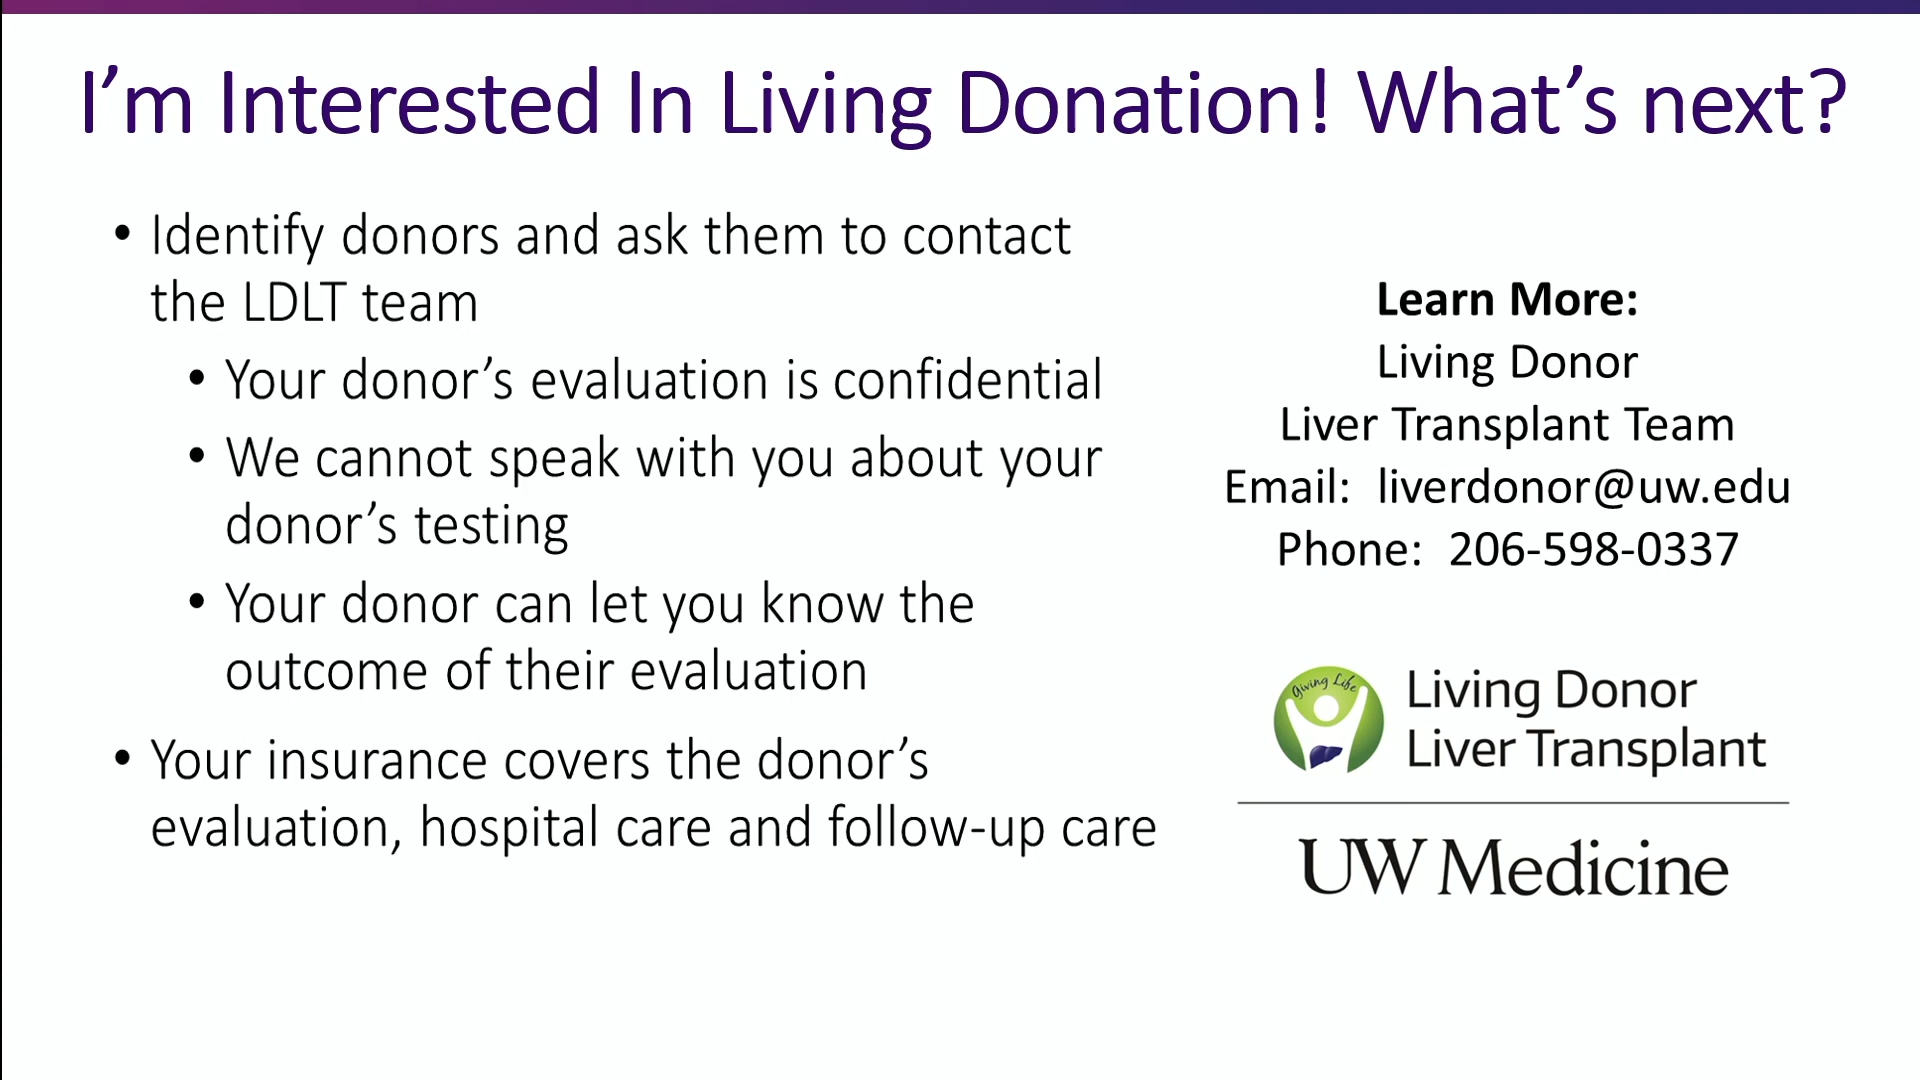 I’m Interested In Living Donation! What’s next?
• Identify donors and ask them to contact
the LDLT team
• Your donor’s evaluation is confidential
• We cannot speak with you about your
donor’s testing
• Your donor can let you know the
outcome of their evaluation
• Your insurance covers the donor’s
evaluation, hospital care and follow-up care
Learn More:
Living Donor
Liver Transplant Team
Email:  liverdonor@uw.edu
Phone:  206-598-0337
Giving Life
Living Donor
Liver Transplant
UW Medicine